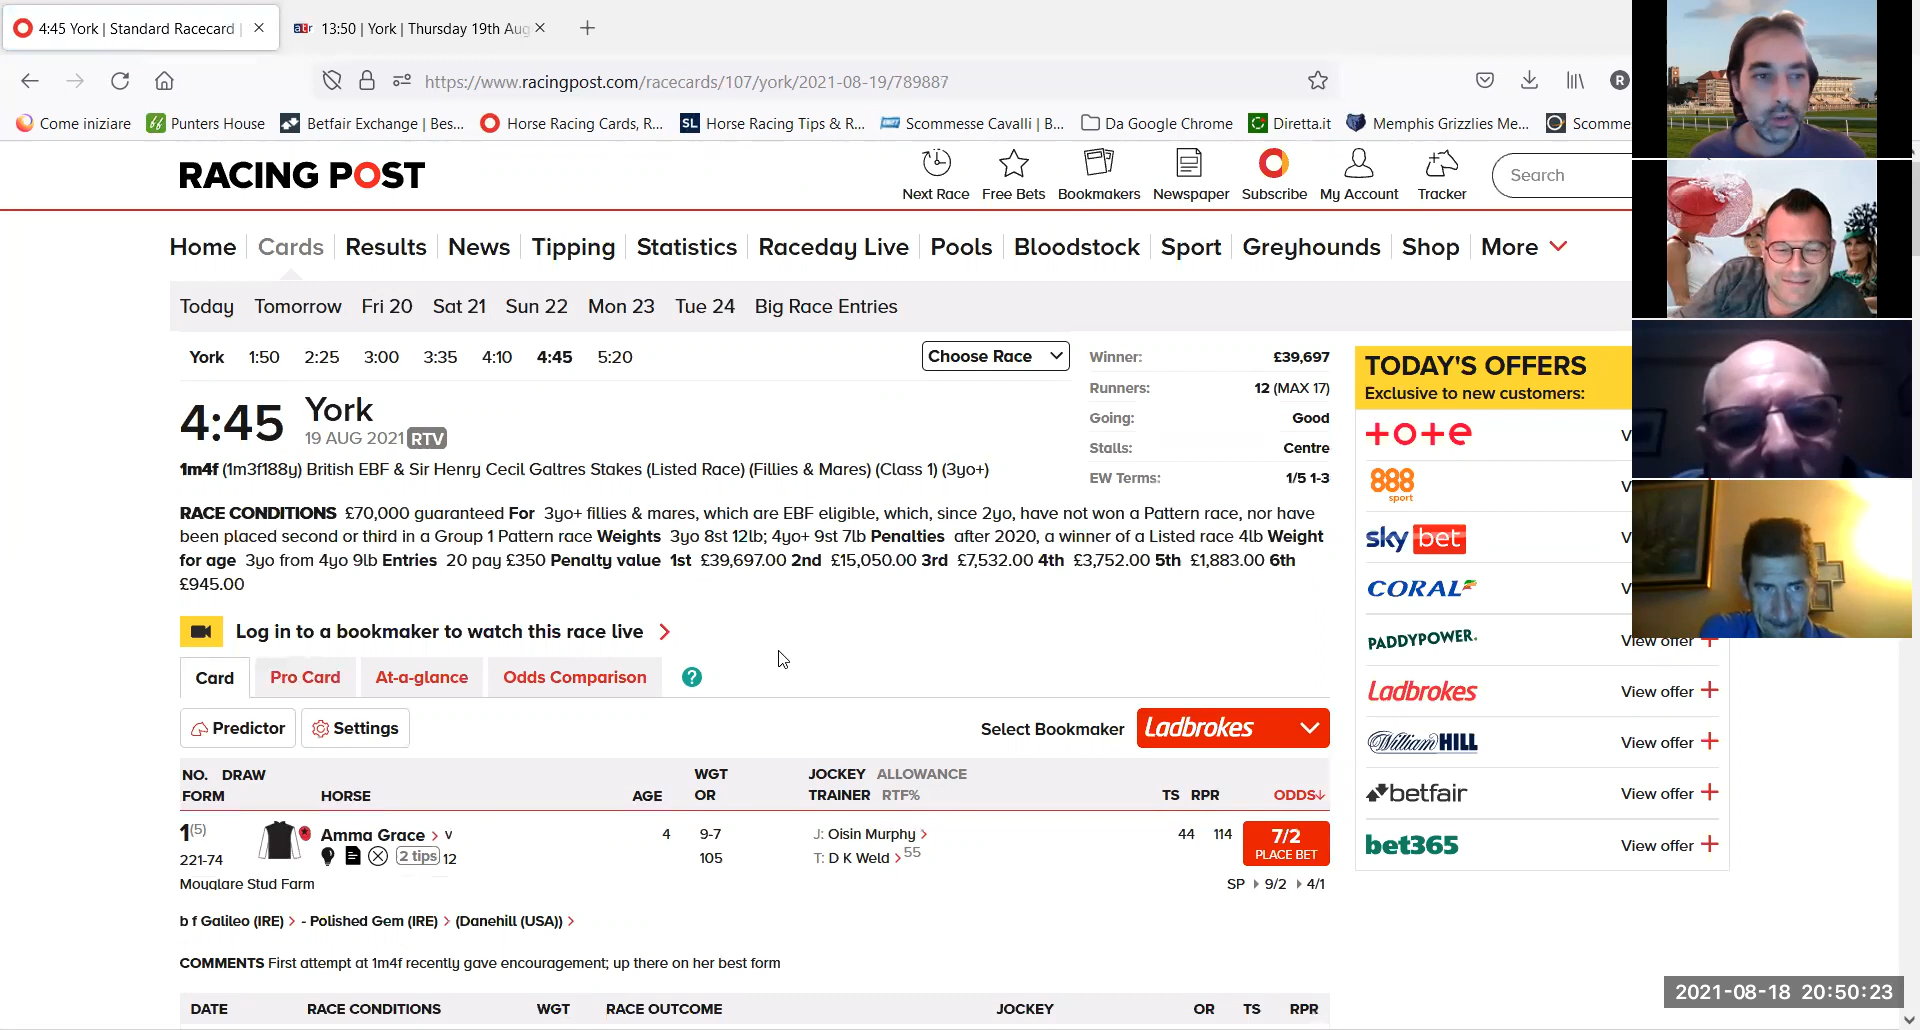 4:45 York | Standard Racecard |
atr 13:50 | York | Thursday 19th Aug
https://www.racingpost.com/racecards/107/york/2021-08-19/789887
R
Come iniziare Punters House Betfair Exchange | Bes... Horse Racing Cards, R... SL Horse Racing Tips & R... Scommesse Cavalli | B... Da Google Chrome Diretta.it Memphis Grizzlies Me... Scomme
RACING POST
Next Race Free Bets Bookmakers Newspaper Subscribe My Account Tracker
Search
Home Cards Results News Tipping Statistics Raceday Live Pools Bloodstock Sport Greyhounds Shop More
Today Tomorrow Fri 20 Sat 21 Sun 22 Mon 23 Tue 24 Big Race Entries
York 1:50 2:25 3:00 3:35 4:10 4:45 5:20
Choose Race
Winner: £39,697
Runners: 12 (MAX 17)
Going: Good
Stalls: Centre
EW Terms: 1/5 1-3
4:45 York
19 AUG 2021 RTV
1m4f (1m3f188y) British EBF & Sir Henry Cecil Galtres Stakes (Listed Race) (Fillies & Mares) (Class 1) (3yo+)
RACE CONDITIONS £70,000 guaranteed For 3yo+ fillies & mares, which are EBF eligible, which, since 2yo, have not won a Pattern race, nor have
been placed second or third in a Group 1 Pattern race Weights 3yo 8st 12lb; 4yo+ 9st 7lb Penalties after 2020, a winner of a Listed race 4lb Weight
for age 3yo from 4yo 9lb Entries 20 pay £350 Penalty value 1st £39,697.00 2nd £15,050.00 3rd £7,532.00 4th £3,752.00 5th £1,883.00 6th
£945.00
Log in to a bookmaker to watch this race live
Card Pro Card At-a-glance Odds Comparison ?
Predictor Settings
Select Bookmaker Ladbrokes
NO. DRAW WGT JOCKEY ALLOWANCE
FORM HORSE AGE OR TRAINER RTF% TS RPR ODDS
1(5) Amma Grace v 4 9-7 J: Oisin Murphy 44 114 7/2
221-74 2 tips 12 105 T: D K Weld 55 PLACE BET
Moyglare Stud Farm SP 9/2 4/1
b f Galileo (IRE) - Polished Gem (IRE) (Danehill (USA))
COMMENTS First attempt at 1m4f recently gave encouragement; up there on her best form
DATE RACE CONDITIONS WGT RACE OUTCOME JOCKEY OR TS RPR
TODAY'S OFFERS
Exclusive to new customers:
tote V
888 sport V
sky bet V
CORAL V
PADDYPOWER. View offer
Ladbrokes View offer
William HILL View offer
betfair View offer
bet365 View offer
2021-08-18 20:50:23